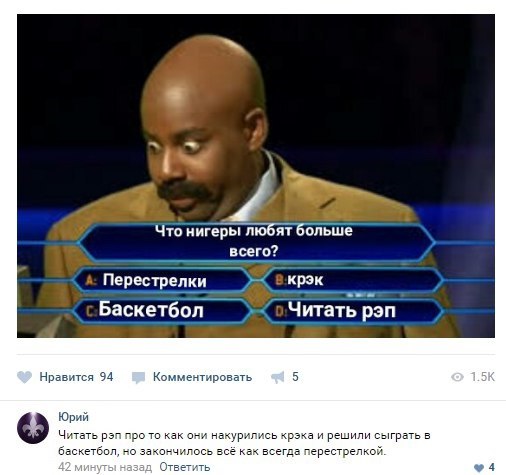 Что нигеры любят больше
всего?
A: Перестрелки
B: крэк
C: Баскетбол
D: Читать рэп
Нравится 94 Комментировать 5 1.5K
Юрий
Читать рэп про то как они накурились крэка и решили сыграть в
баскетбол, но закончилось всё как всегда перестрелкой.
42 минуты назад Ответить 4